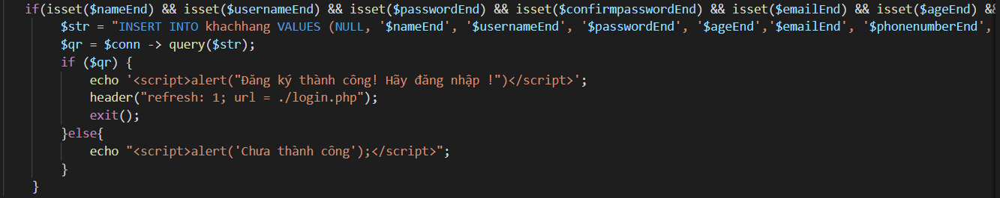 if(isset($nameEnd) && isset($usernameEnd) && isset($passwordEnd) && isset($confirmpasswordEnd) && isset($emailEnd) && isset($ageEnd) &&
$str = "INSERT INTO khachhang VALUES (NULL, '$nameEnd', '$usernameEnd', '$passwordEnd', '$ageEnd','$emailEnd', '$phonenumberEnd',
$qr = $conn -> query($str);
if ($qr) {
echo '<script>alert("Đăng ký thành công! Hãy đăng nhập !")</script>';
header("refresh: 1; url = ./login.php");
exit();
}else{
echo "<script>alert('Chưa thành công');</script>";
}
}